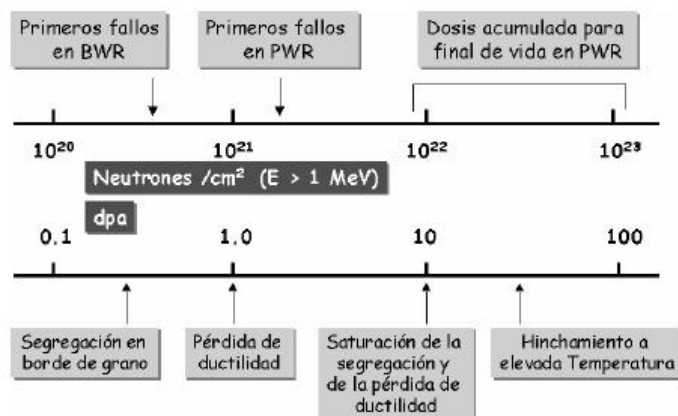 Primeros fallos
en BWR
Primeros fallos
en PWR
Dosis acumulada para
final de vida en PWR
10²⁰
10²¹
10²²
10²³
Neutrones /cm² (E > 1 MeV)
dpa
0.1
1.0
10
100
Segregación en
borde de grano
Pérdida de
ductilidad
Saturación de la
segregación y
de la pérdida de
ductilidad
Hinchamiento a
elevada Temperatura